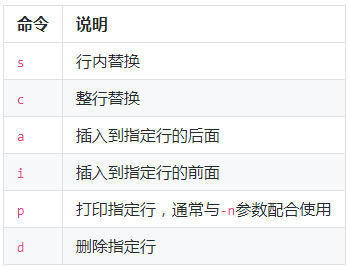 命令 说明
s 行内替换
c 整行替换
a 插入到指定行的后面
i 插入到指定行的前面
p 打印指定行，通常与-n参数配合使用
d 删除指定行